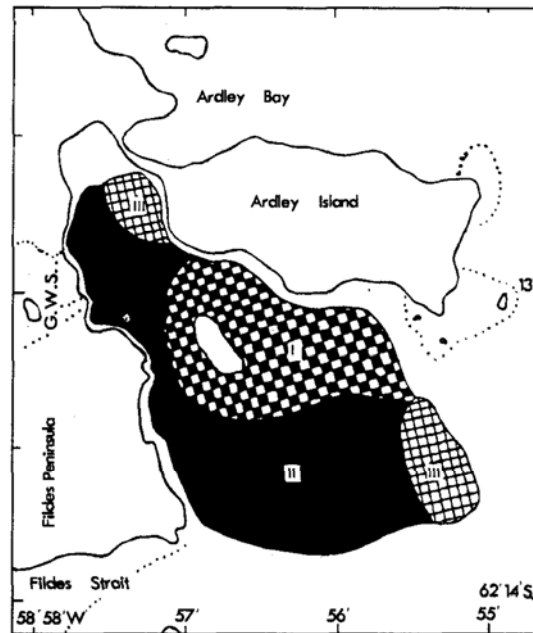 Ardley Bay
III
Ardley Island
G.W.S.
13
I
Fildes Peninsula
II
III
Fildes Strait
62°14'S.
58°58'W
57'
56'
55'